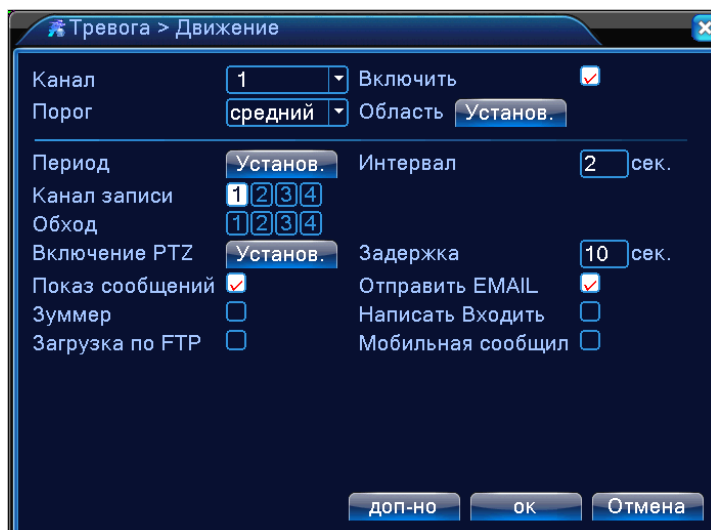 Тревога > Движение
Канал 1 Включить
Порог средний Область Установ.
Период Установ. Интервал 2 сек.
Канал записи 1 2 3 4
Обход 1 2 3 4
Включение PTZ Установ. Задержка 10 сек.
Показ сообщений Отправить EMAIL
Зуммер Написать Входить
Загрузка по FTP Мобильная сообщил
доп-но ок Отмена